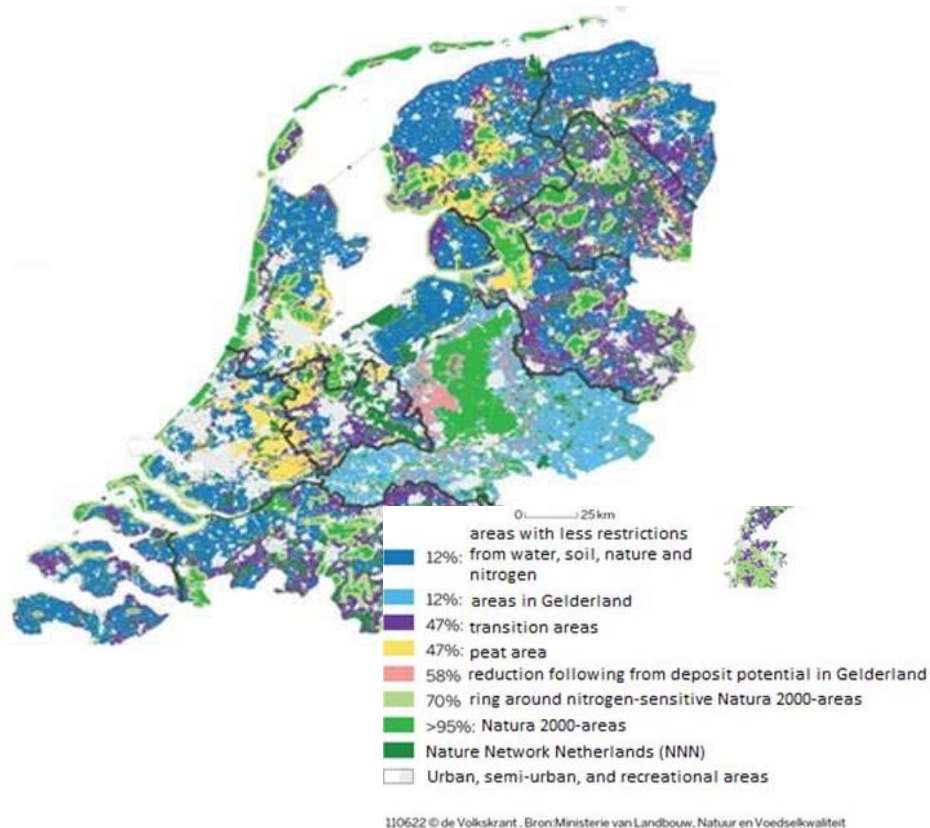 0 25 km
areas with less restrictions
from water, soil, nature and
12%: nitrogen
12%: areas in Gelderland
47%: transition areas
47%: peat area
58% reduction following from deposit potential in Gelderland
70% ring around nitrogen-sensitive Natura 2000-areas
>95%: Natura 2000-areas
Nature Network Netherlands (NNN)
Urban, semi-urban, and recreational areas
110622 © de Volkskrant . Bron:Ministerie van Landbouw, Natuur en Voedselkwaliteit